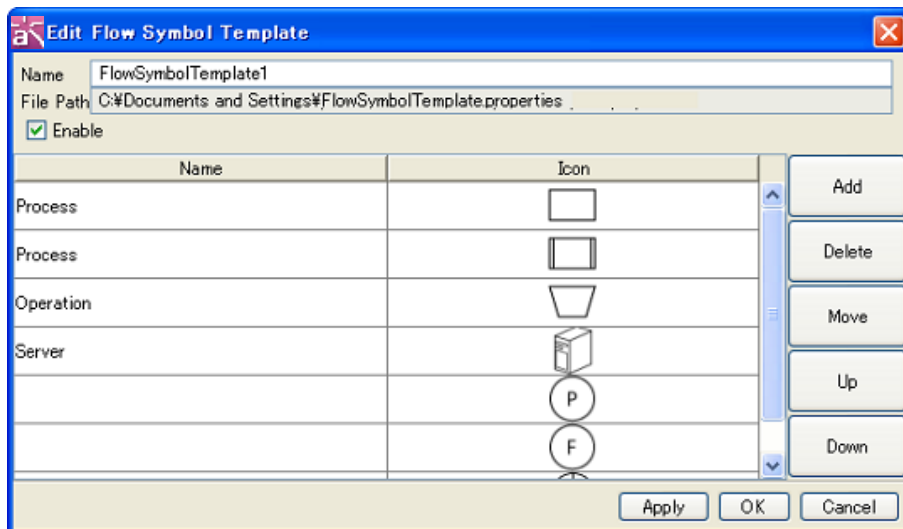 Edit Flow Symbol Template
Name FlowSymbolTemplate1
File Path C:¥Documents and Settings¥FlowSymbolTemplate.properties
Enable
Name Icon
Add
Process
Process
Delete
Operation
Move
Server
Up
P
F
Down
Apply OK Cancel